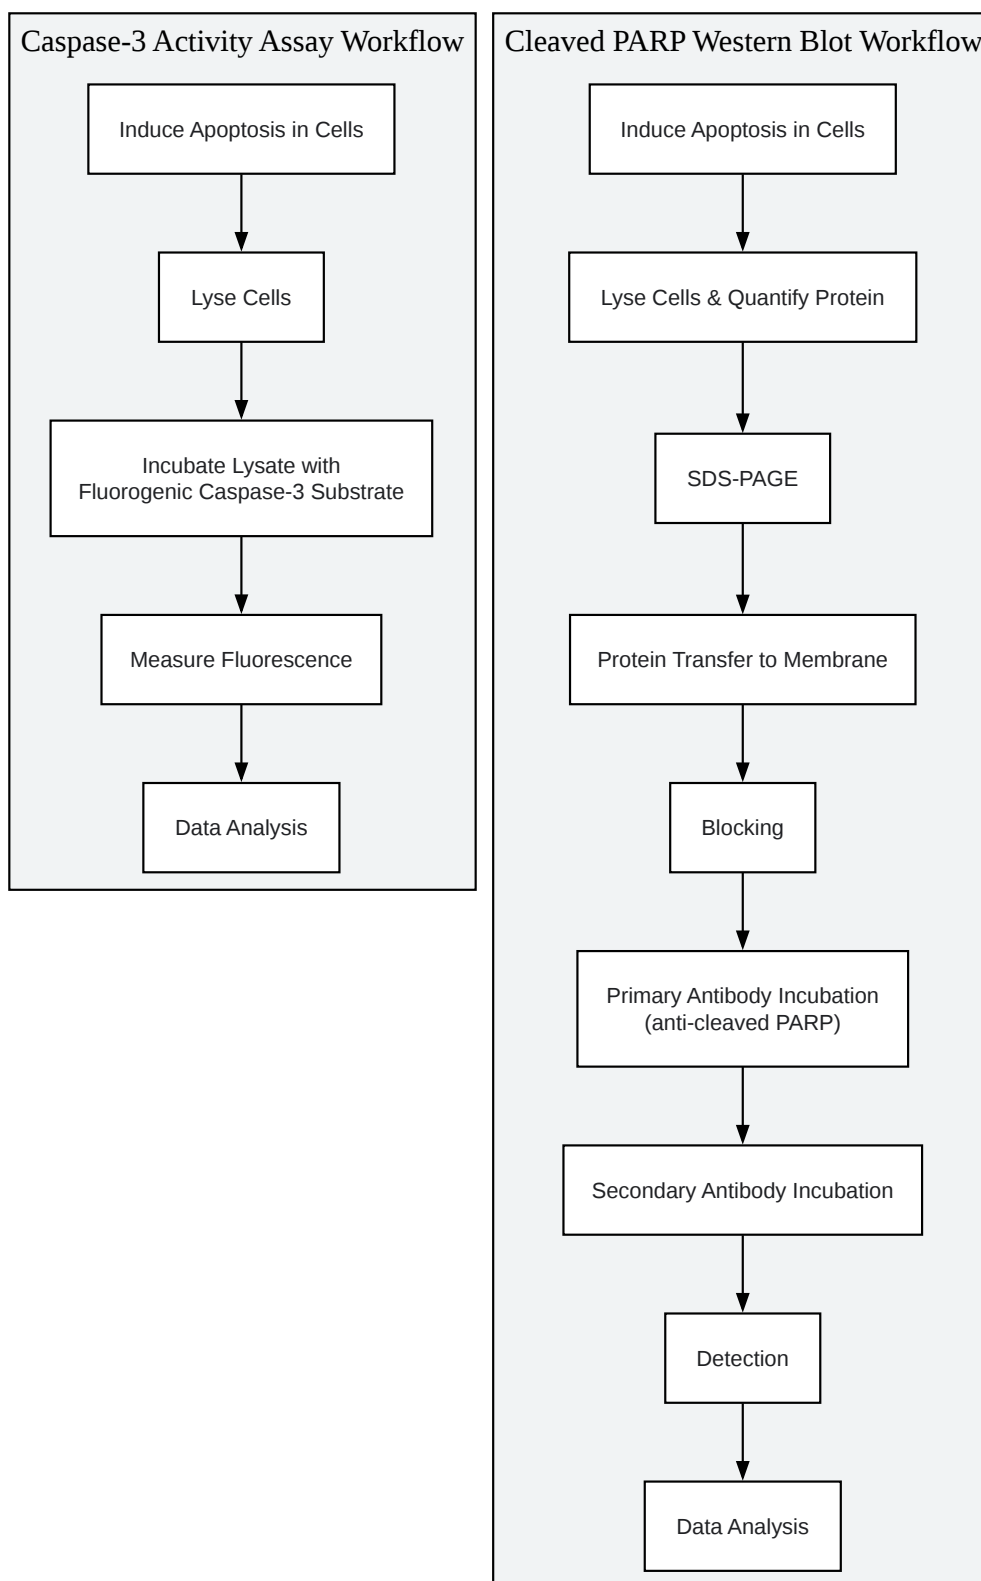 Caspase-3 Activity Assay Workflow
Induce Apoptosis in Cells
Lyse Cells
Incubate Lysate with
Fluorogenic Caspase-3 Substrate
Measure Fluorescence
Data Analysis
Cleaved PARP Western Blot Workflow
Induce Apoptosis in Cells
Lyse Cells & Quantify Protein
SDS-PAGE
Protein Transfer to Membrane
Blocking
Primary Antibody Incubation
(anti-cleaved PARP)
Secondary Antibody Incubation
Detection
Data Analysis